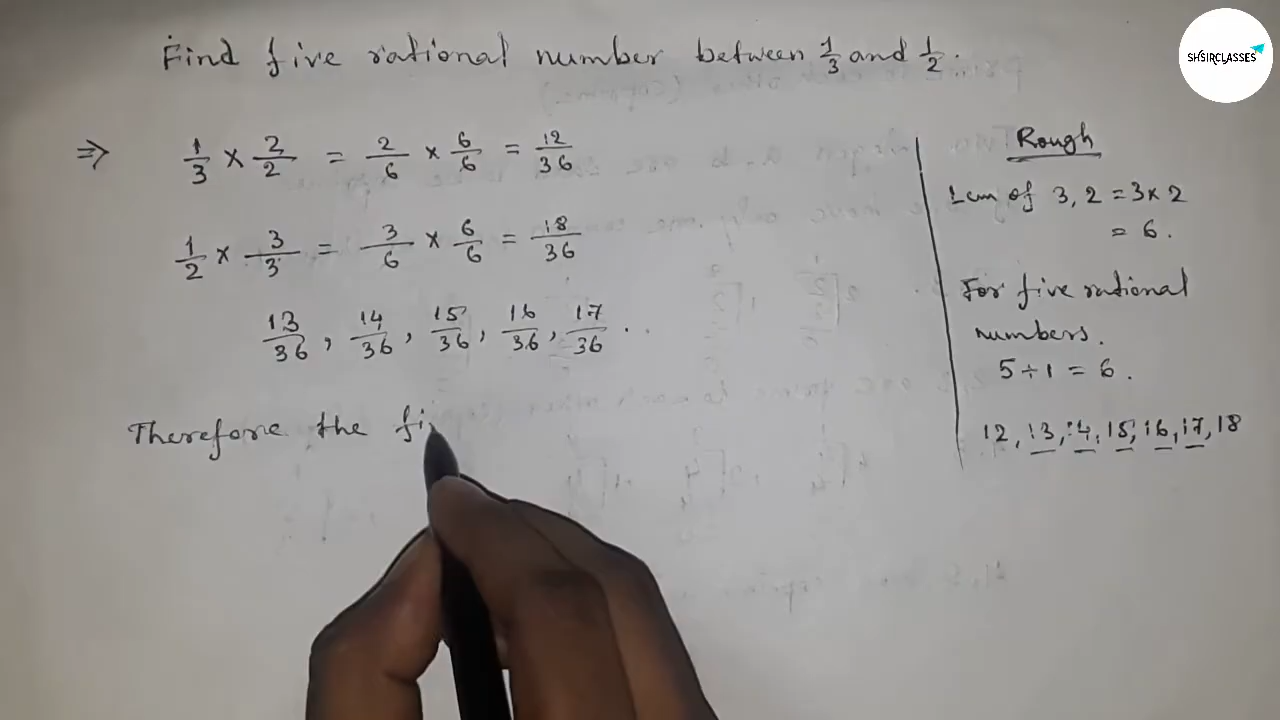 Find five rational number between 1/3 and 1/2.
⇒ 1/3 × 2/2 = 2/6 × 6/6 = 12/36
1/2 × 3/3 = 3/6 × 6/6 = 18/36
13/36, 14/36, 15/36, 16/36, 17/36 . .
Therefore the fi
Rough
Lcm of 3, 2 = 3 × 2
= 6.
For five rational
numbers.
5 ÷ 1 = 6.
12, 13, 14, 15, 16, 17, 18
SHSIRCLASSES